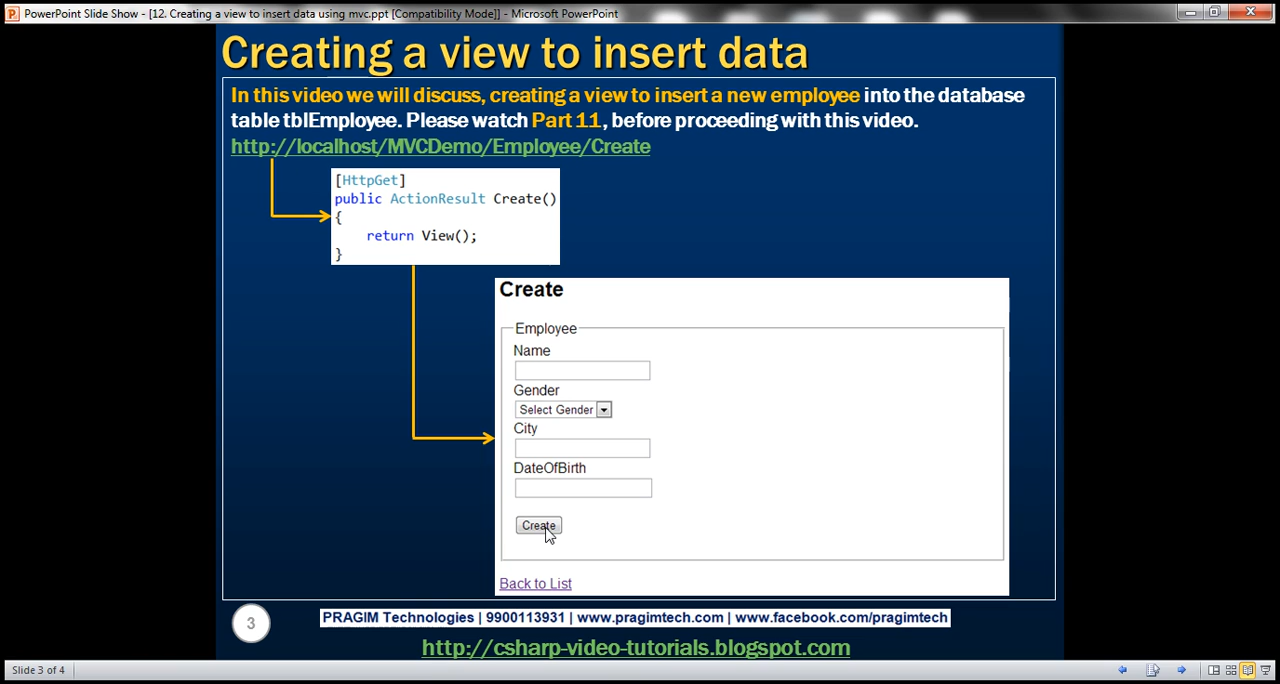 PowerPoint Slide Show - [12. Creating a view to insert data using mvc.ppt [Compatibility Mode]] - Microsoft PowerPoint
Creating a view to insert data
In this video we will discuss, creating a view to insert a new employee into the database
table tblEmployee. Please watch Part 11, before proceeding with this video.
http://localhost/MVCDemo/Employee/Create
[HttpGet]
public ActionResult Create()
{
return View();
}
Create
Employee
Name
Gender
Select Gender
City
DateOfBirth
Create
Back to List
3
PRAGIM Technologies | 9900113931 | www.pragimtech.com | www.facebook.com/pragimtech
http://csharp-video-tutorials.blogspot.com
Slide 3 of 4